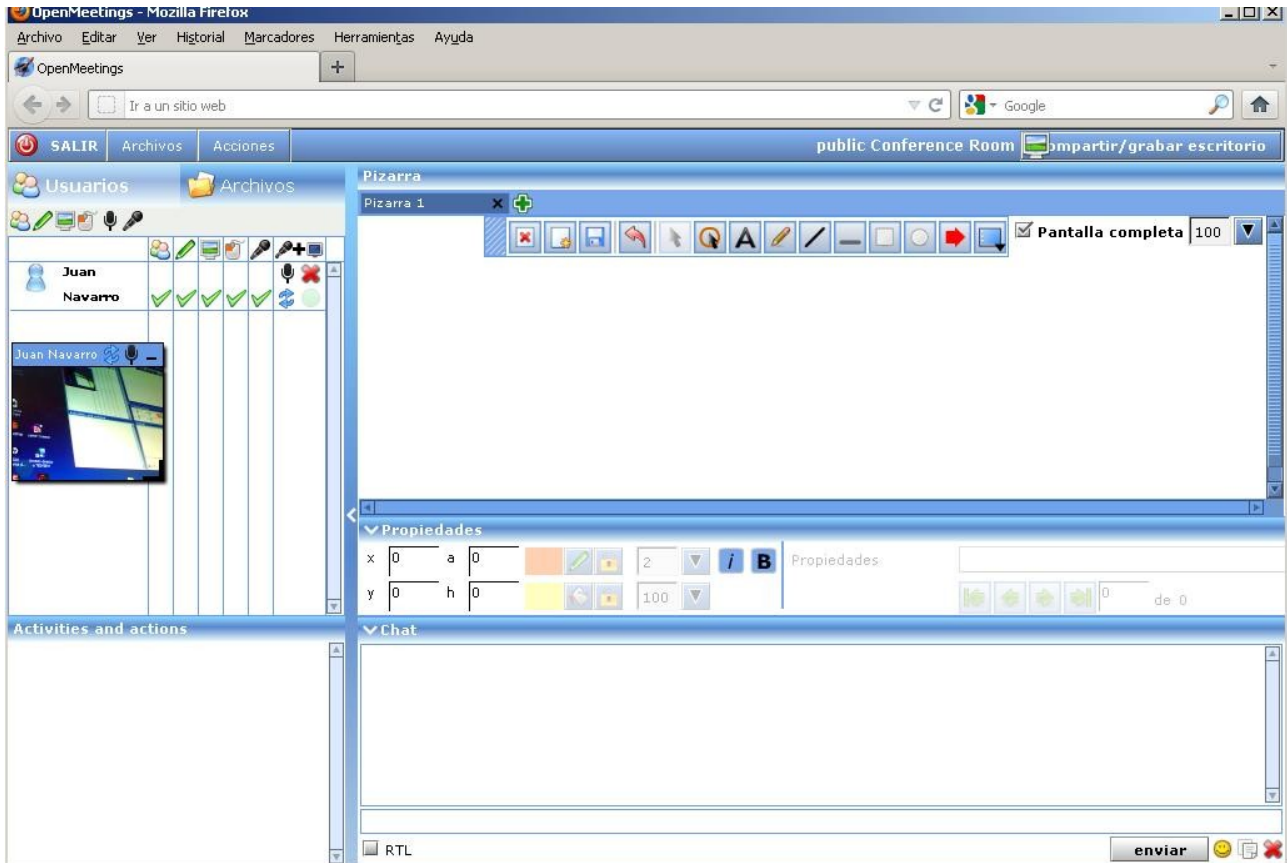 OpenMeetings - Mozilla Firefox
Archivo Editar Ver Historial Marcadores Herramientas Ayuda
OpenMeetings
Ir a un sitio web
Google
SALIR Archivos Acciones
public Conference Room ompartir/grabar escritorio
Usuarios Archivos
Juan
Navarro
Juan Navarro
Activities and actions
Pizarra
Pizarra 1
A
Pantalla completa 100
Propiedades
x 0 a 0 2 i B Propiedades
y 0 h 0 100 0 de 0
Chat
RTL enviar